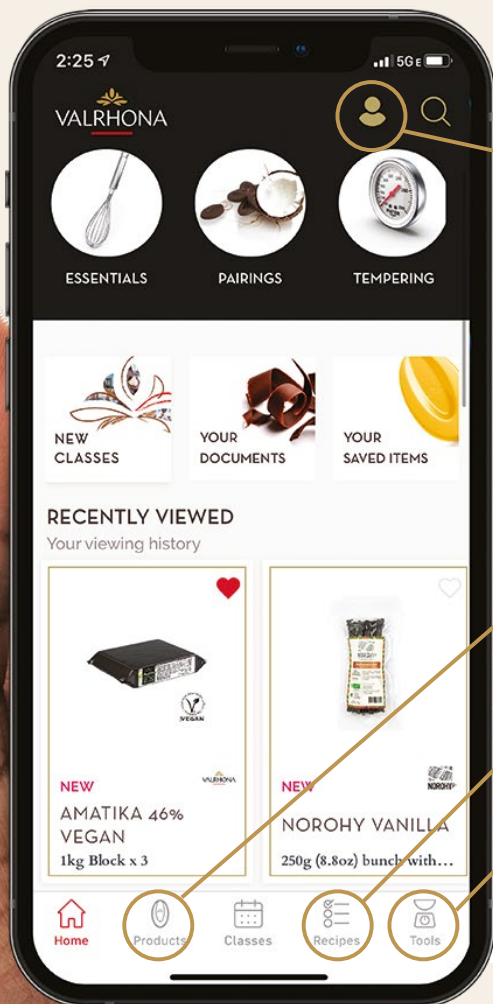 2:25
5G E
VALRHONA
ESSENTIALS
PAIRINGS
TEMPERING
NEW
CLASSES
YOUR
DOCUMENTS
YOUR
SAVED ITEMS
RECENTLY VIEWED
Your viewing history
VEGAN
VALRHONA
NEW
AMATIKA 46%
VEGAN
1kg Block x 3
NOROHY
NOROHY
NEW
NOROHY VANILLA
250g (8.8oz) bunch with...
Home
Products
Classes
Recipes
Tools